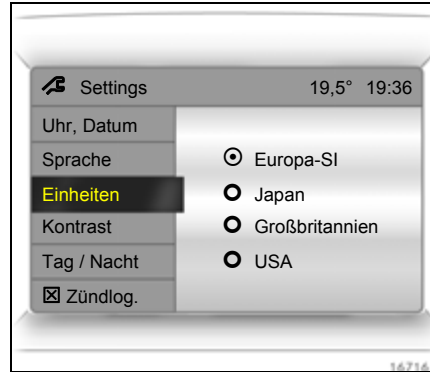 Settings 19,5° 19:36
Uhr, Datum
Sprache
Einheiten
Kontrast
Tag / Nacht
Zündlog.
Europa-SI
Japan
Großbritannien
USA
16716